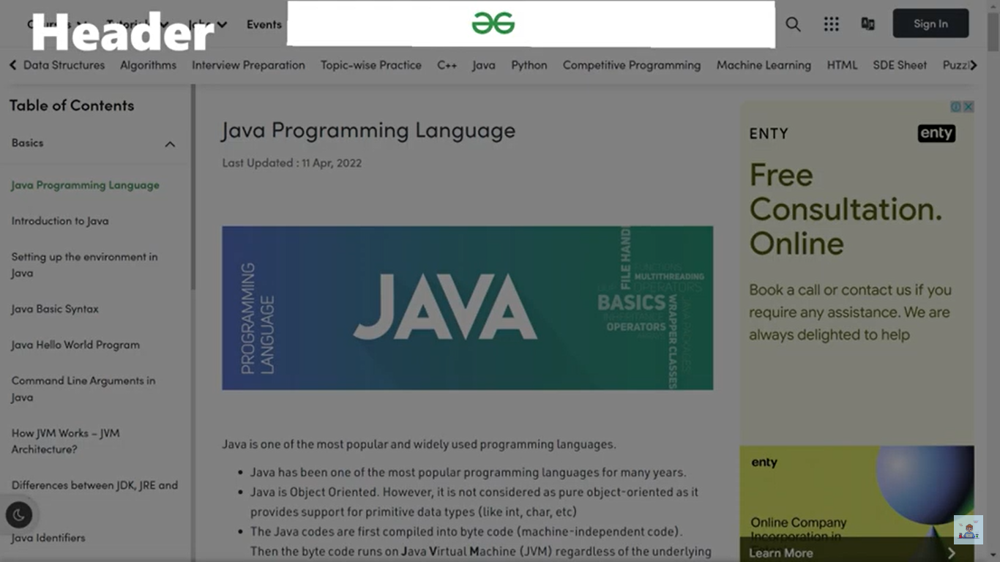 Header
Courses Tutorials Jobs Events
Sign In
Data Structures Algorithms Interview Preparation Topic-wise Practice C++ Java Python Competitive Programming Machine Learning HTML SDE Sheet Puzzl
Table of Contents
Basics
Java Programming Language
Introduction to Java
Setting up the environment in
Java
Java Basic Syntax
Java Hello World Program
Command Line Arguments in
Java
How JVM Works – JVM
Architecture?
Differences between JDK, JRE and
Java Identifiers
Java Programming Language
Last Updated : 11 Apr, 2022
PROGRAMMING
LANGUAGE
JAVA
FILE HANDI
FUNCTIONS
MULTITHREADING
OPERATORS
BASICS
INHERITANCE
OPERATORS
WRAPPER CLASSES
JAVA PACKAGES
Java is one of the most popular and widely used programming languages.
• Java has been one of the most popular programming languages for many years.
• Java is Object Oriented. However, it is not considered as pure object-oriented as it
provides support for primitive data types (like int, char, etc)
• The Java codes are first compiled into byte code (machine-independent code).
Then the byte code runs on Java Virtual Machine (JVM) regardless of the underlying
ENTY
enty
Free
Consultation.
Online
Book a call or contact us if you
require any assistance. We are
always delighted to help
enty
Online Company
Incorporation in
Learn More